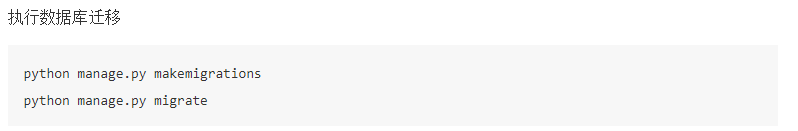 执行数据库迁移
python manage.py makemigrations
python manage.py migrate